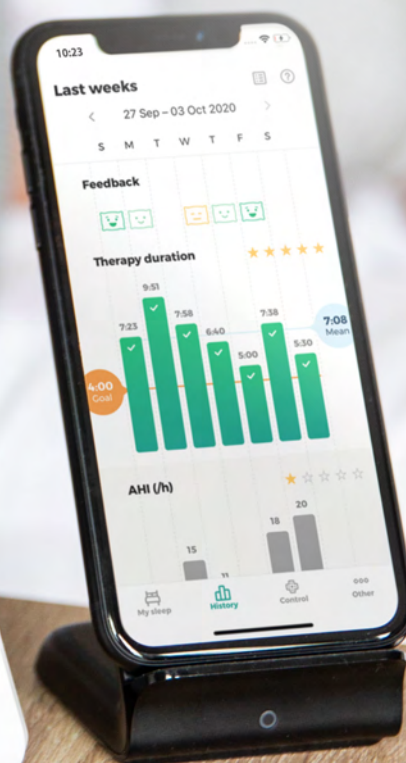 10:23
Last weeks
27 Sep – 03 Oct 2020
S M T W T F S
Feedback
Therapy duration
9:51
7:23
7:58
6:40
5:00
7:38
5:30
7:08
Mean
4:00
Goal
AHI (/h)
15
11
18
20
My sleep
History
Control
Other